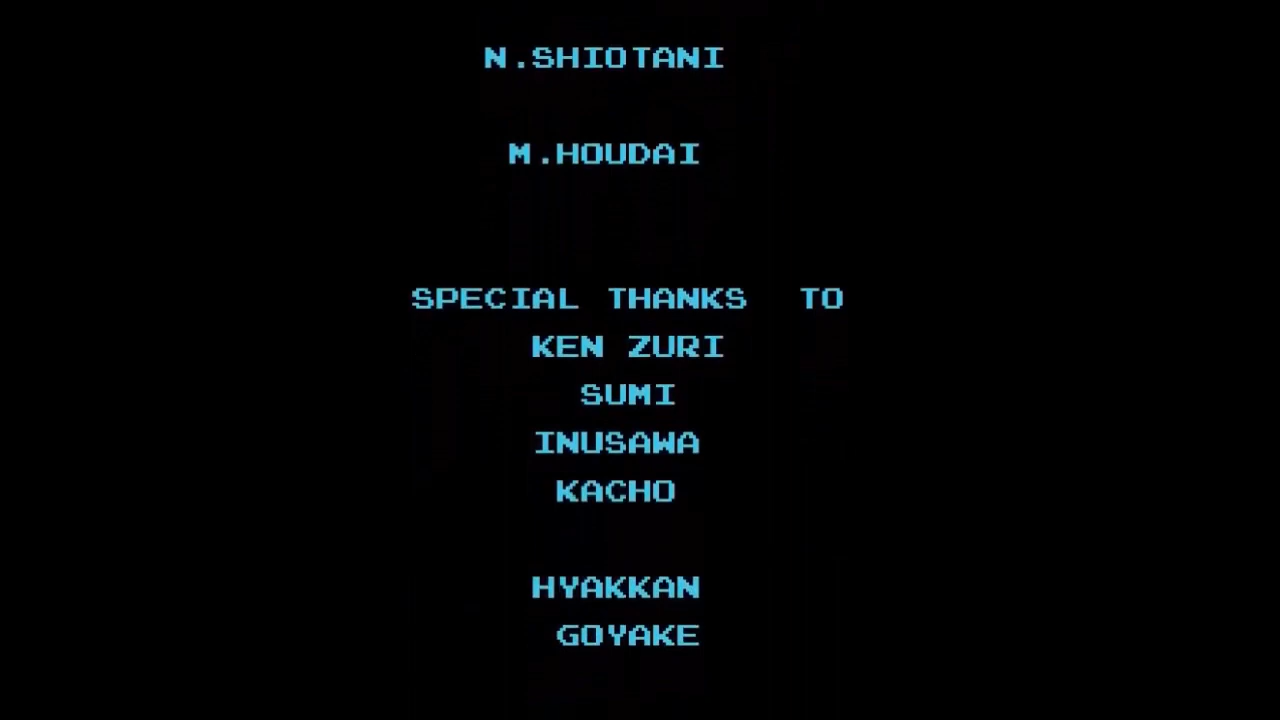 N.SHIOTANI
M.HOUDAI
SPECIAL THANKS TO
KEN ZURI
SUMI
INUSAWA
KACHO
HYAKKAN
GOYAKE